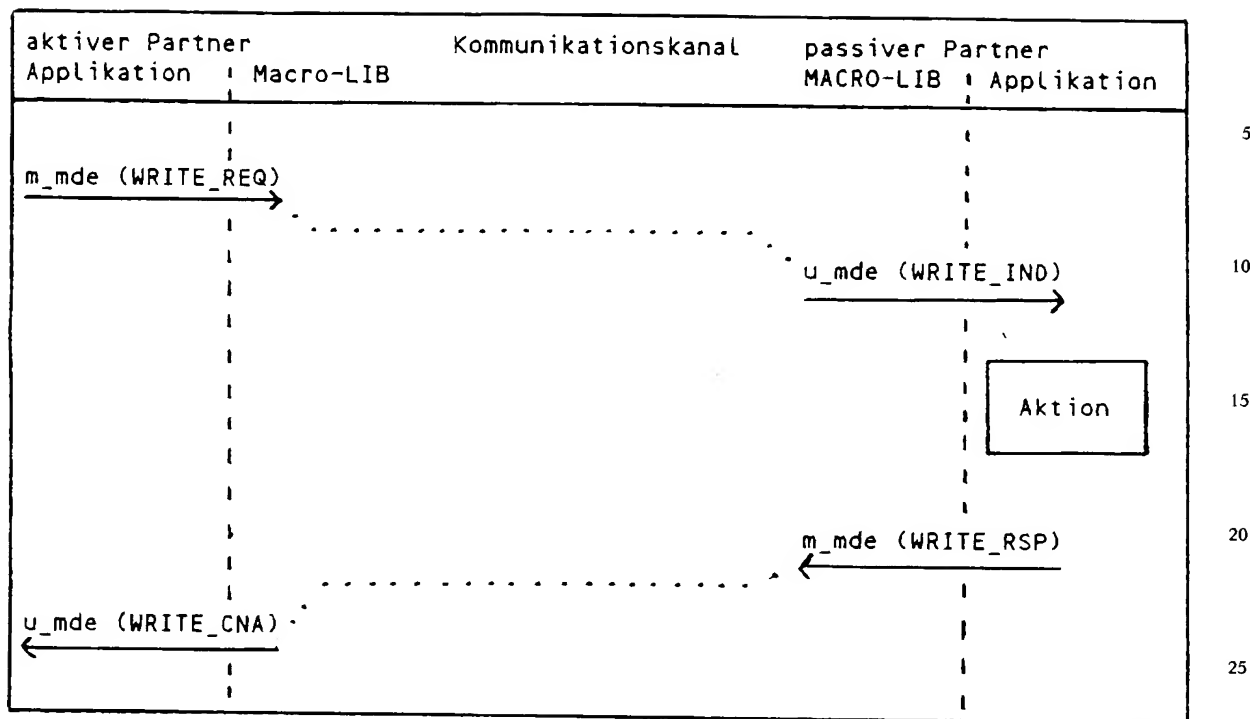 aktiver Partner Kommunikationskanal passiver Partner
Applikation Macro-LIB MACRO-LIB Applikation
5
m_mde (WRITE_REQ)
10
u_mde (WRITE_IND)
15
Aktion
20
m_mde (WRITE_RSP)
u_mde (WRITE_CNA)
25